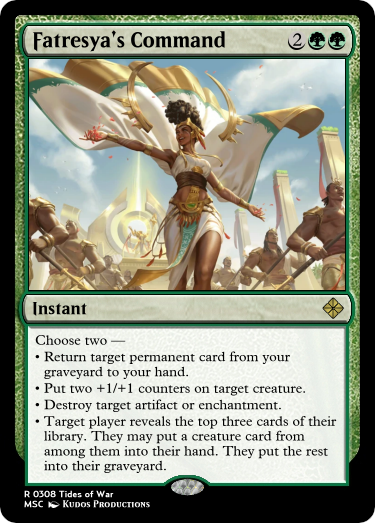 Fatresya's Command 2
Instant
Choose two —
• Return target permanent card from your
graveyard to your hand.
• Put two +1/+1 counters on target creature.
• Destroy target artifact or enchantment.
• Target player reveals the top three cards of their
library. They may put a creature card from
among them into their hand. They put the rest
into their graveyard.
R 0308 Tides of War
MSC Kudos Productions